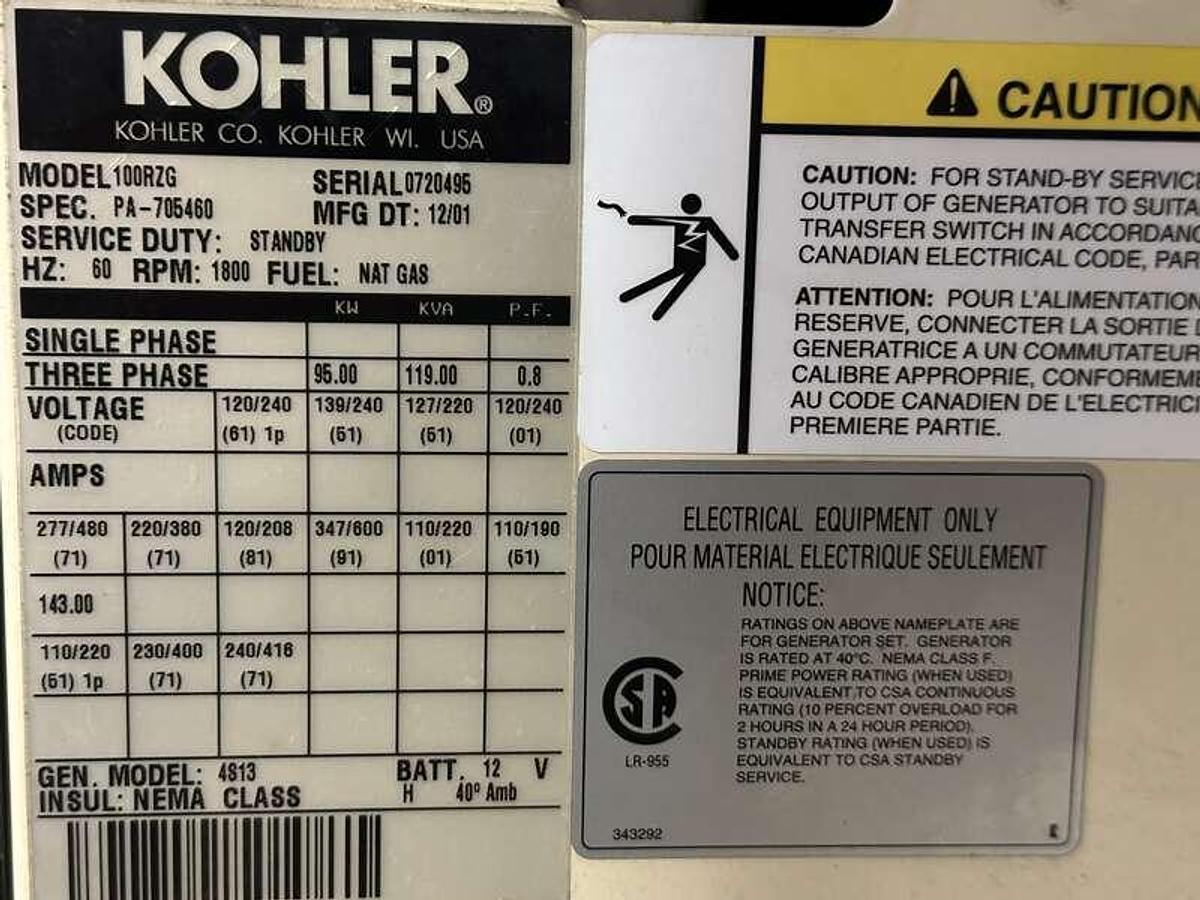 KOHLER®
KOHLER CO. KOHLER WI. USA
MODEL 100RZG SERIAL 0720495
SPEC. PA-705460 MFG DT: 12/01
SERVICE DUTY: STANDBY
HZ: 60 RPM: 1800 FUEL: NAT GAS
KW KVA P.F.
SINGLE PHASE
THREE PHASE 95.00 119.00 0.8
VOLTAGE 120/240 139/240 127/220 120/240
(CODE) (61) 1p (51) (51) (01)
AMPS
277/480 220/380 120/208 347/600 110/220 110/190
(71) (71) (81) (91) (01) (51)
143.00
110/220 230/400 240/416
(51) 1p (71) (71)
GEN. MODEL: 4S13 BATT. 12 V
INSUL: NEMA CLASS H 40º Amb
CAUTION
CAUTION: FOR STAND-BY SERVICE
OUTPUT OF GENERATOR TO
TRANSFER SWITCH IN
CANADIAN ELECTRICAL CODE,
ATTENTION: POUR L'ALIMENTATION
RESERVE, CONNECTER LA SORTIE
GENERATRICE A UN COMMUTATEUR
CALIBRE APPROPRIE,
AU CODE CANADIEN DE
PREMIERE PARTIE.
ELECTRICAL EQUIPMENT ONLY
POUR MATERIAL ELECTRIQUE SEULEMENT
NOTICE:
RATINGS ON ABOVE NAMEPLATE ARE
FOR GENERATOR SET. GENERATOR
IS RATED AT 40°C. NEMA CLASS F.
PRIME POWER RATING (WHEN USED)
IS EQUIVALENT TO CSA CONTINUOUS
RATING (10 PERCENT OVERLOAD FOR
2 HOURS IN A 24 HOUR PERIOD).
STANDBY RATING (WHEN USED) IS
EQUIVALENT TO CSA STANDBY
SERVICE.
SA
LR-955
343292